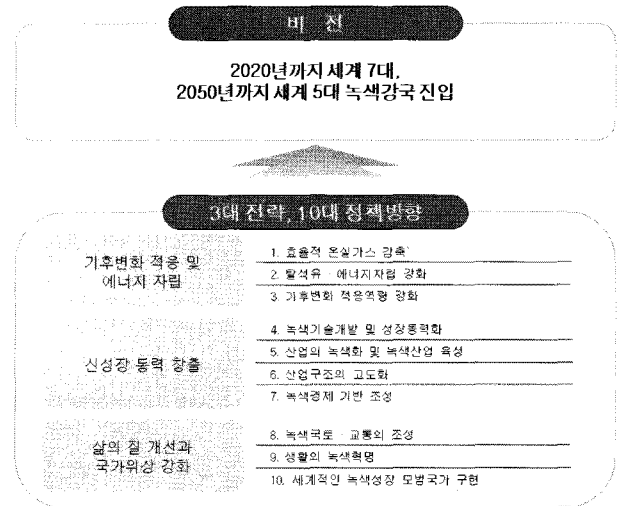 비 전
2020년까지 세계 7대,
2050년까지 세계 5대 녹색강국 진입
3대 전략, 10대 정책방향
기후변화 적응 및
에너지 자립
1. 효율적 온실가스 감축
2. 탈석유 · 에너지자립 강화
3. 기후변화 적응역량 강화
신성장 동력 창출
4. 녹색기술개발 및 성장동력화
5. 산업의 녹색화 및 녹색산업 육성
6. 산업구조의 고도화
7. 녹색경제 기반 조성
삶의 질 개선과
국가위상 강화
8. 녹색국토 · 교통의 조성
9. 생활의 녹색혁명
10. 세계적인 녹색성장 모범국가 구현